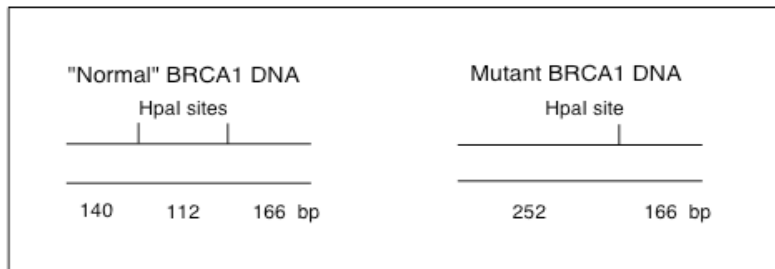 "Normal" BRCA1 DNA
HpaI sites
140 112 166 bp
Mutant BRCA1 DNA
HpaI site
252 166 bp